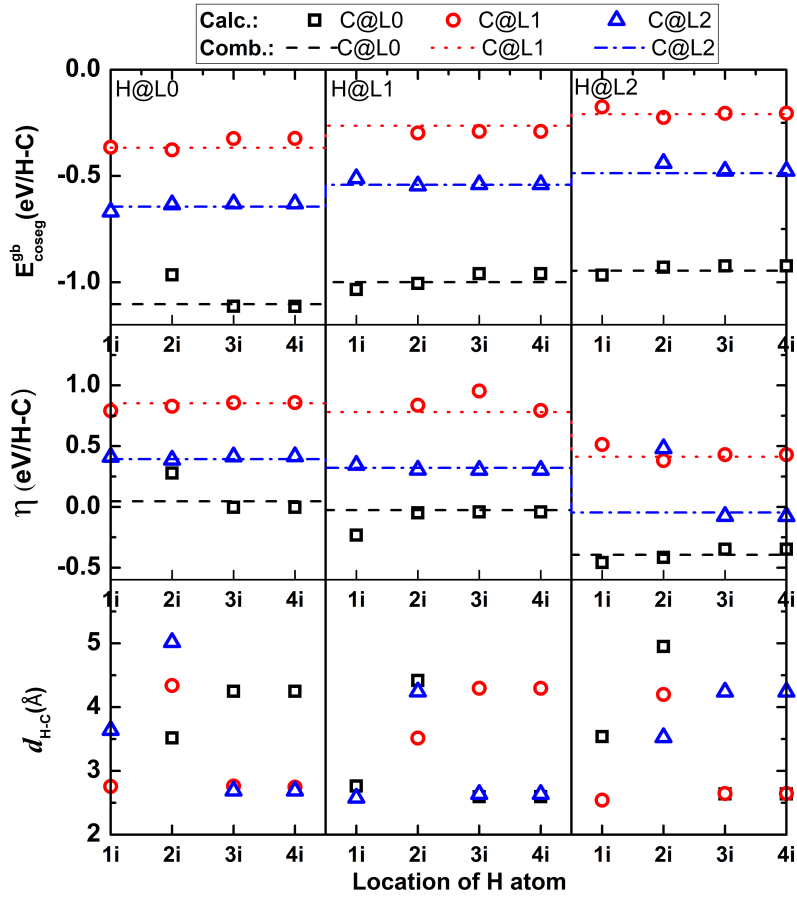 Calc.: C@L0 C@L1 C@L2
Comb.: C@L0 C@L1 C@L2
0.0
H@L0 H@L1 H@L2
-0.5
-1.0
E^gb_coseg (eV/H-C)
1i 2i 3i 4i 1i 2i 3i 4i 1i 2i 3i 4i
1.0
0.5
0.0
-0.5
η (eV/H-C)
1i 2i 3i 4i 1i 2i 3i 4i 1i 2i 3i 4i
5
4
3
2
d_H-C(Å)
1i 2i 3i 4i 1i 2i 3i 4i 1i 2i 3i 4i
Location of H atom